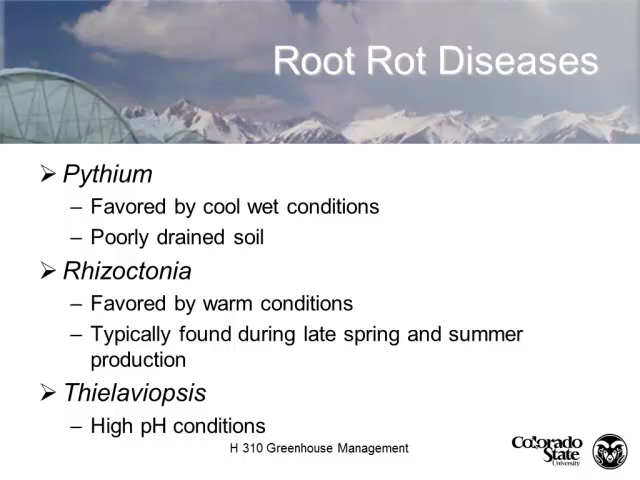 Root Rot Diseases
➢ Pythium
– Favored by cool wet conditions
– Poorly drained soil
➢ Rhizoctonia
– Favored by warm conditions
– Typically found during late spring and summer
production
➢ Thielaviopsis
– High pH conditions
H 310 Greenhouse Management
Colorado
State
University